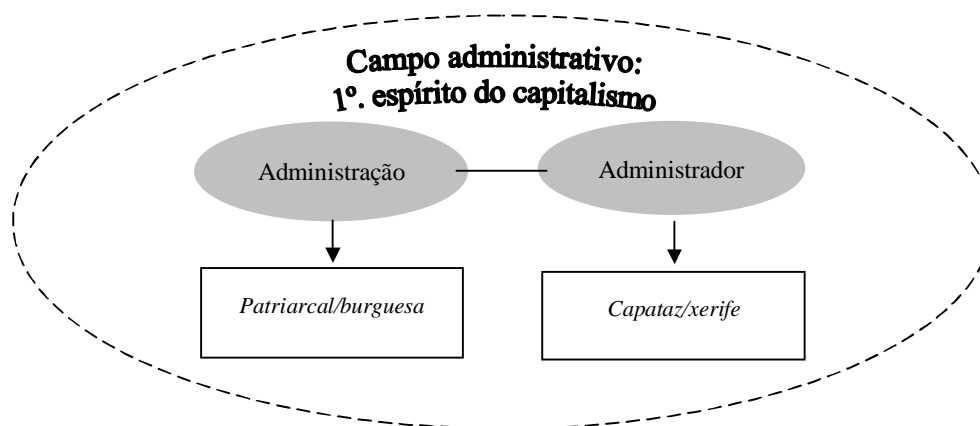 Campo administrativo:
1º. espírito do capitalismo
Administração
Administrador
Patriarcal/burguesa
Capataz/xerife